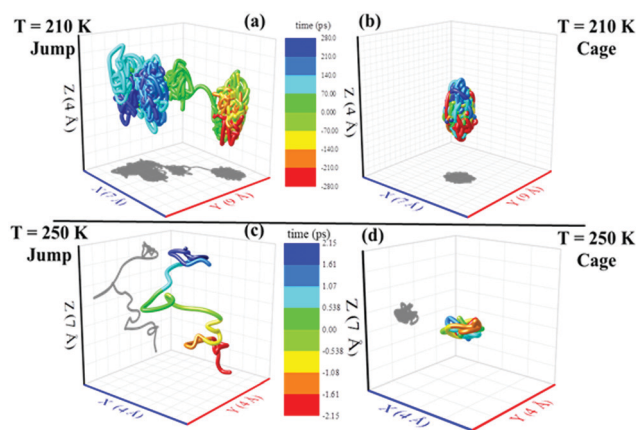 T = 210 K
Jump
(a)
time (ps)
280.0
210.0
140.0
70.00
0.000
-70.00
-140.0
-210.0
-280.0
Z (4 Å)
X (7 Å)
Y (9 Å)
(b)
T = 210 K
Cage
Z (4 Å)
X (7 Å)
Y (9 Å)
T = 250 K
Jump
(c)
time (ps)
2.15
1.61
1.07
0.538
0.00
-0.538
-1.08
-1.61
-2.15
Z (7 Å)
X (4 Å)
Y (4 Å)
(d)
T = 250 K
Cage
Z (7 Å)
X (4 Å)
Y (4 Å)